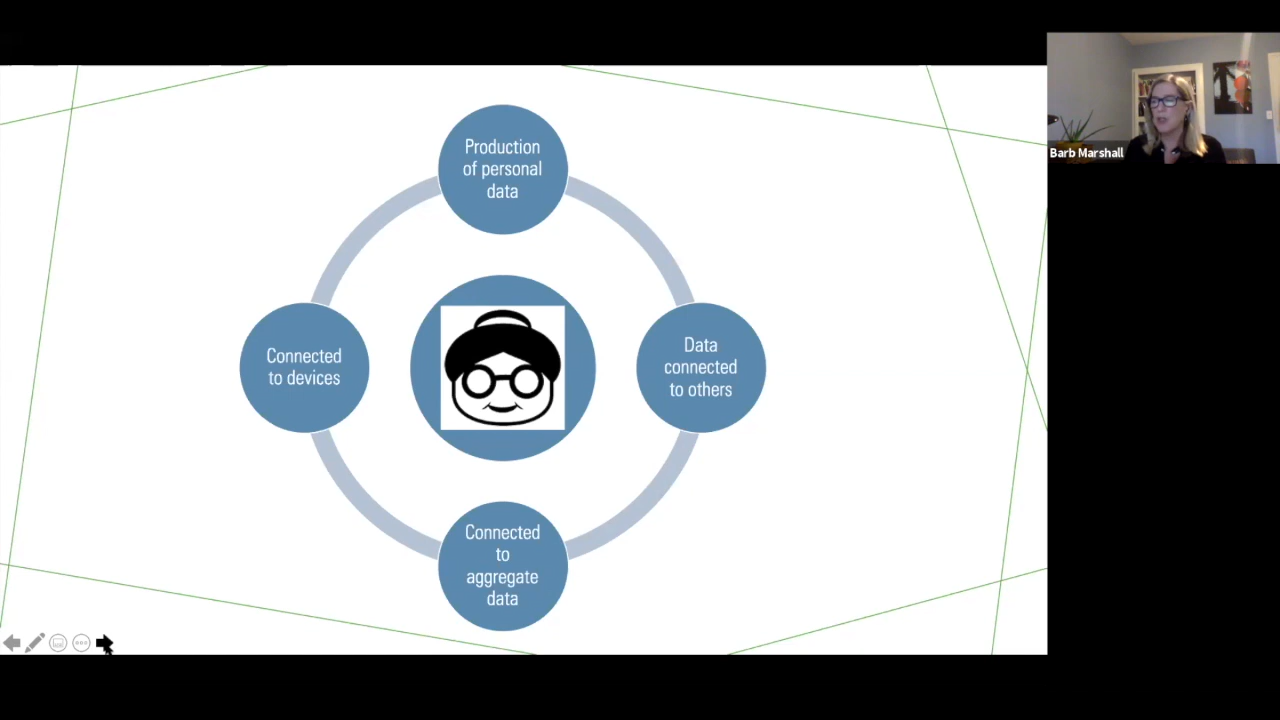 Production
of personal
data
Barb Marshall
Connected
to devices
Data
connected
to others
Connected
to
aggregate
data